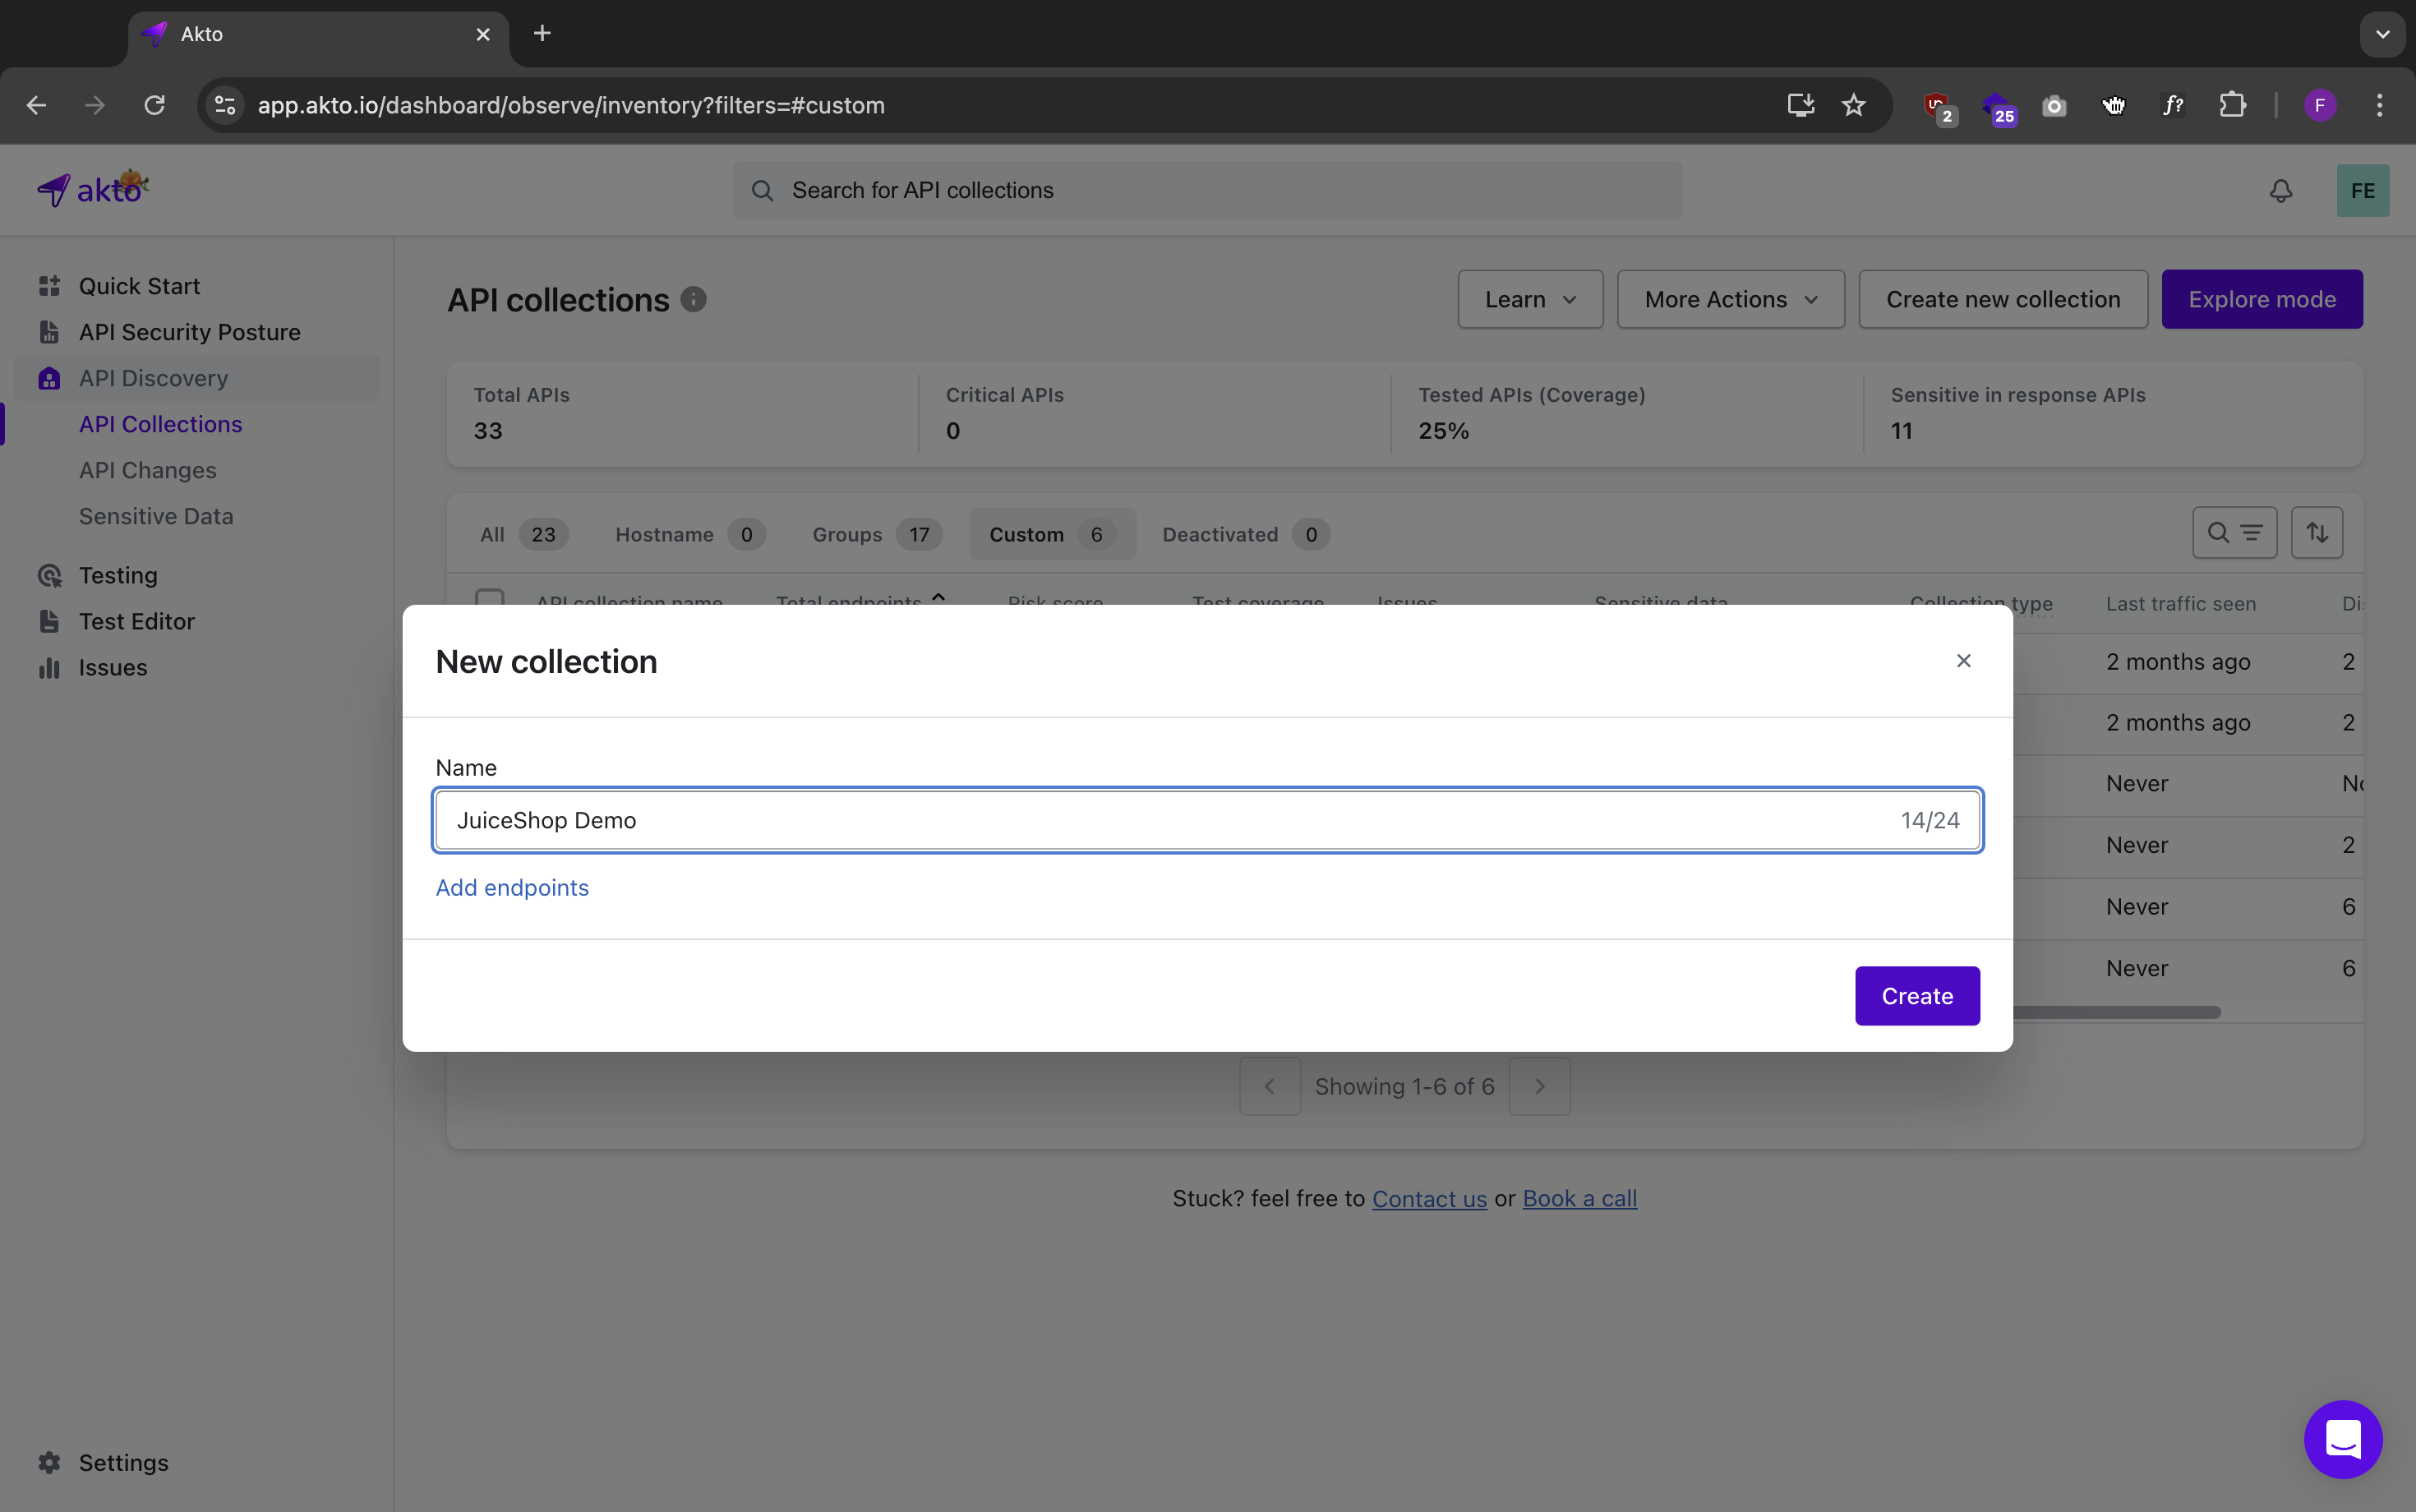 Akto
app.akto.io/dashboard/observe/inventory?filters=#custom
2
25
f?
F
akto
Search for API collections
FE
Quick Start
API Security Posture
API Discovery
API Collections
API Changes
Sensitive Data
Testing
Test Editor
Issues
Settings
API collections
Learn
More Actions
Create new collection
Explore mode
Total APIs
33
Critical APIs
0
Tested APIs (Coverage)
25%
Sensitive in response APIs
11
All 23
Hostname 0
Groups 17
Custom 6
Deactivated 0
API collection name Total endpoints Risk score Test coverage Issues Sensitive data Collection type Last traffic seen
2 months ago 2
2 months ago 2
Never
Never 2
Never 6
Never 6
New collection
Name
JuiceShop Demo 14/24
Add endpoints
Create
Showing 1-6 of 6
Stuck? feel free to Contact us or Book a call